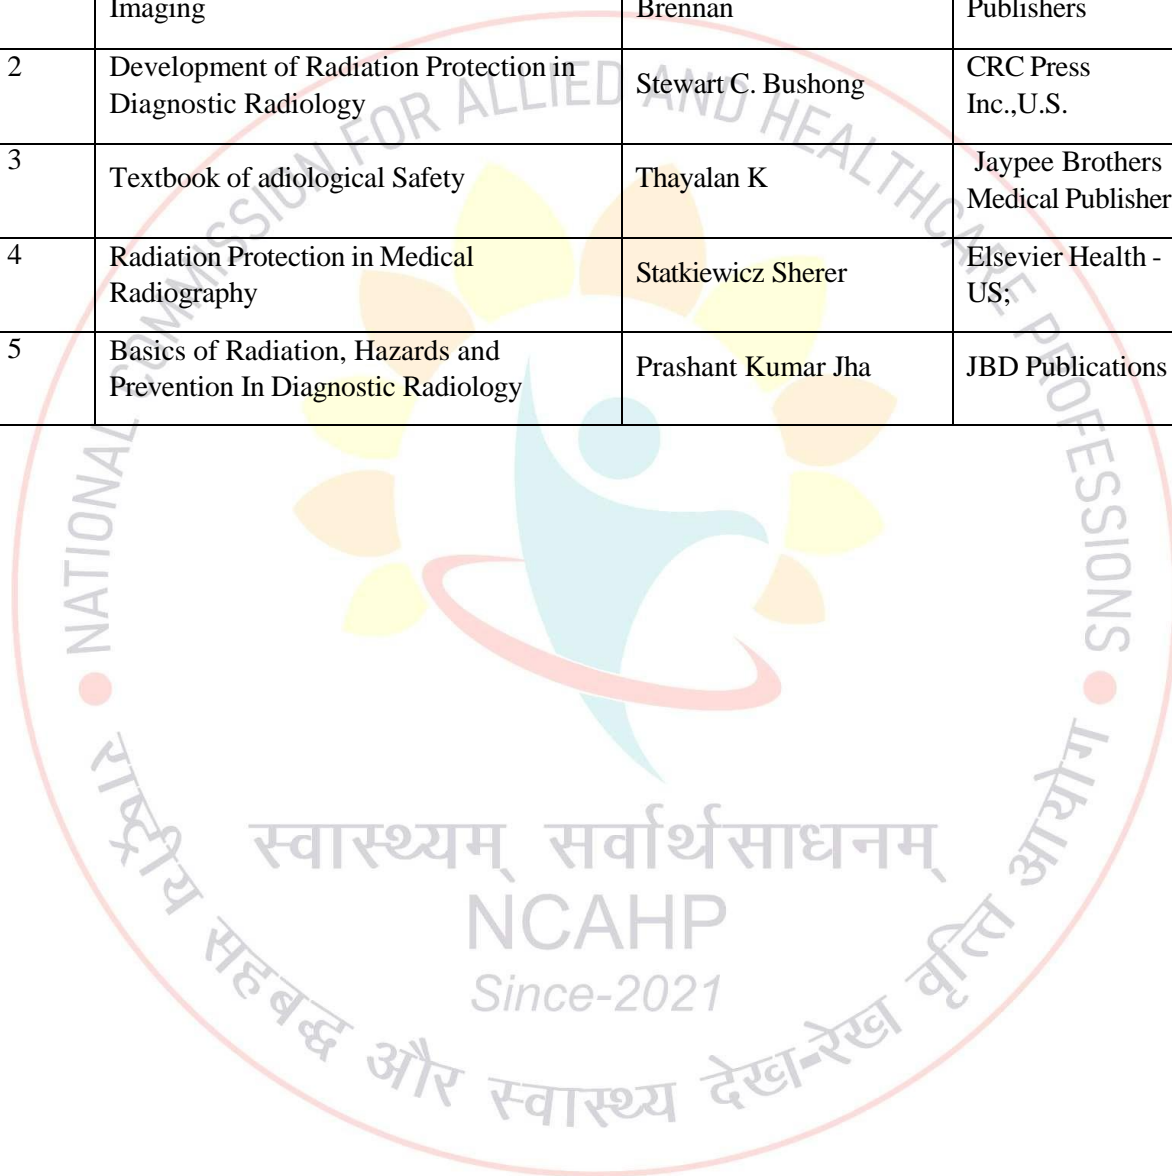 Imaging
Brennan
Publishers
2
Development of Radiation Protection in
Diagnostic Radiology
Stewart C. Bushong
CRC Press
Inc.,U.S.
3
Textbook of adiological Safety
Thayalan K
Jaypee Brothers
Medical Publisher
4
Radiation Protection in Medical
Radiography
Statkiewicz Sherer
Elsevier Health -
US;
5
Basics of Radiation, Hazards and
Prevention In Diagnostic Radiology
Prashant Kumar Jha
JBD Publications
NATIONAL COMMISSION FOR ALLIED AND HEALTHCARE PROFESSIONS
स्वास्थ्यम् सर्वार्थसाधनम्
NCAHP
Since-2021
राष्ट्रीय सहबद्ध और स्वास्थ्य देख-रेख वृत्ति आयोग